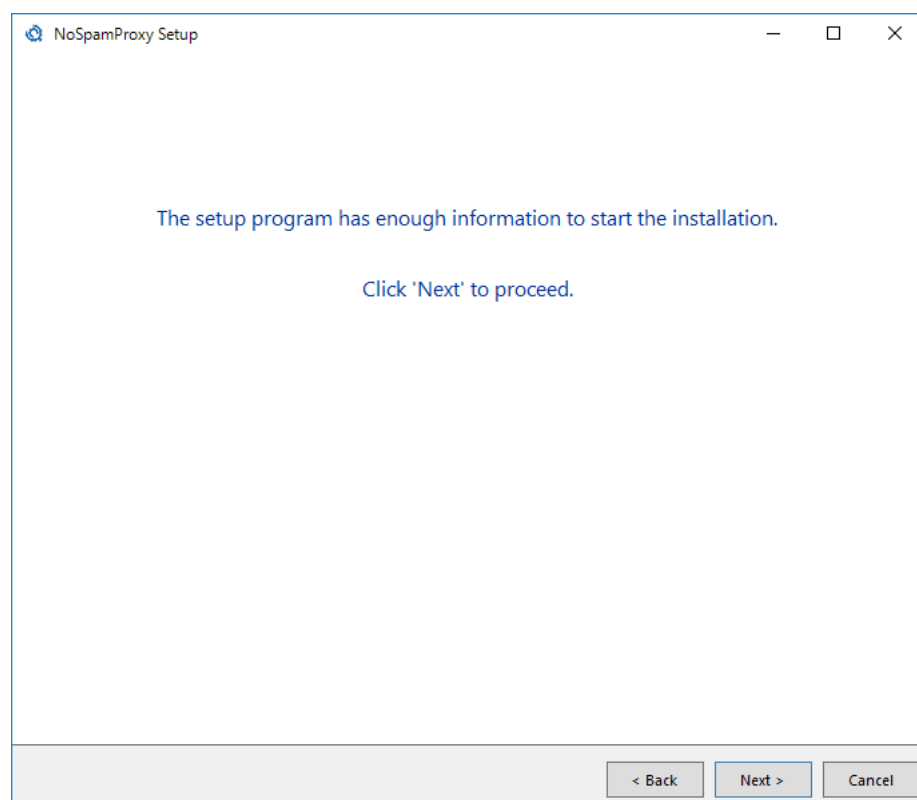 NoSpamProxy Setup
The setup program has enough information to start the installation.
Click 'Next' to proceed.
< Back
Next >
Cancel